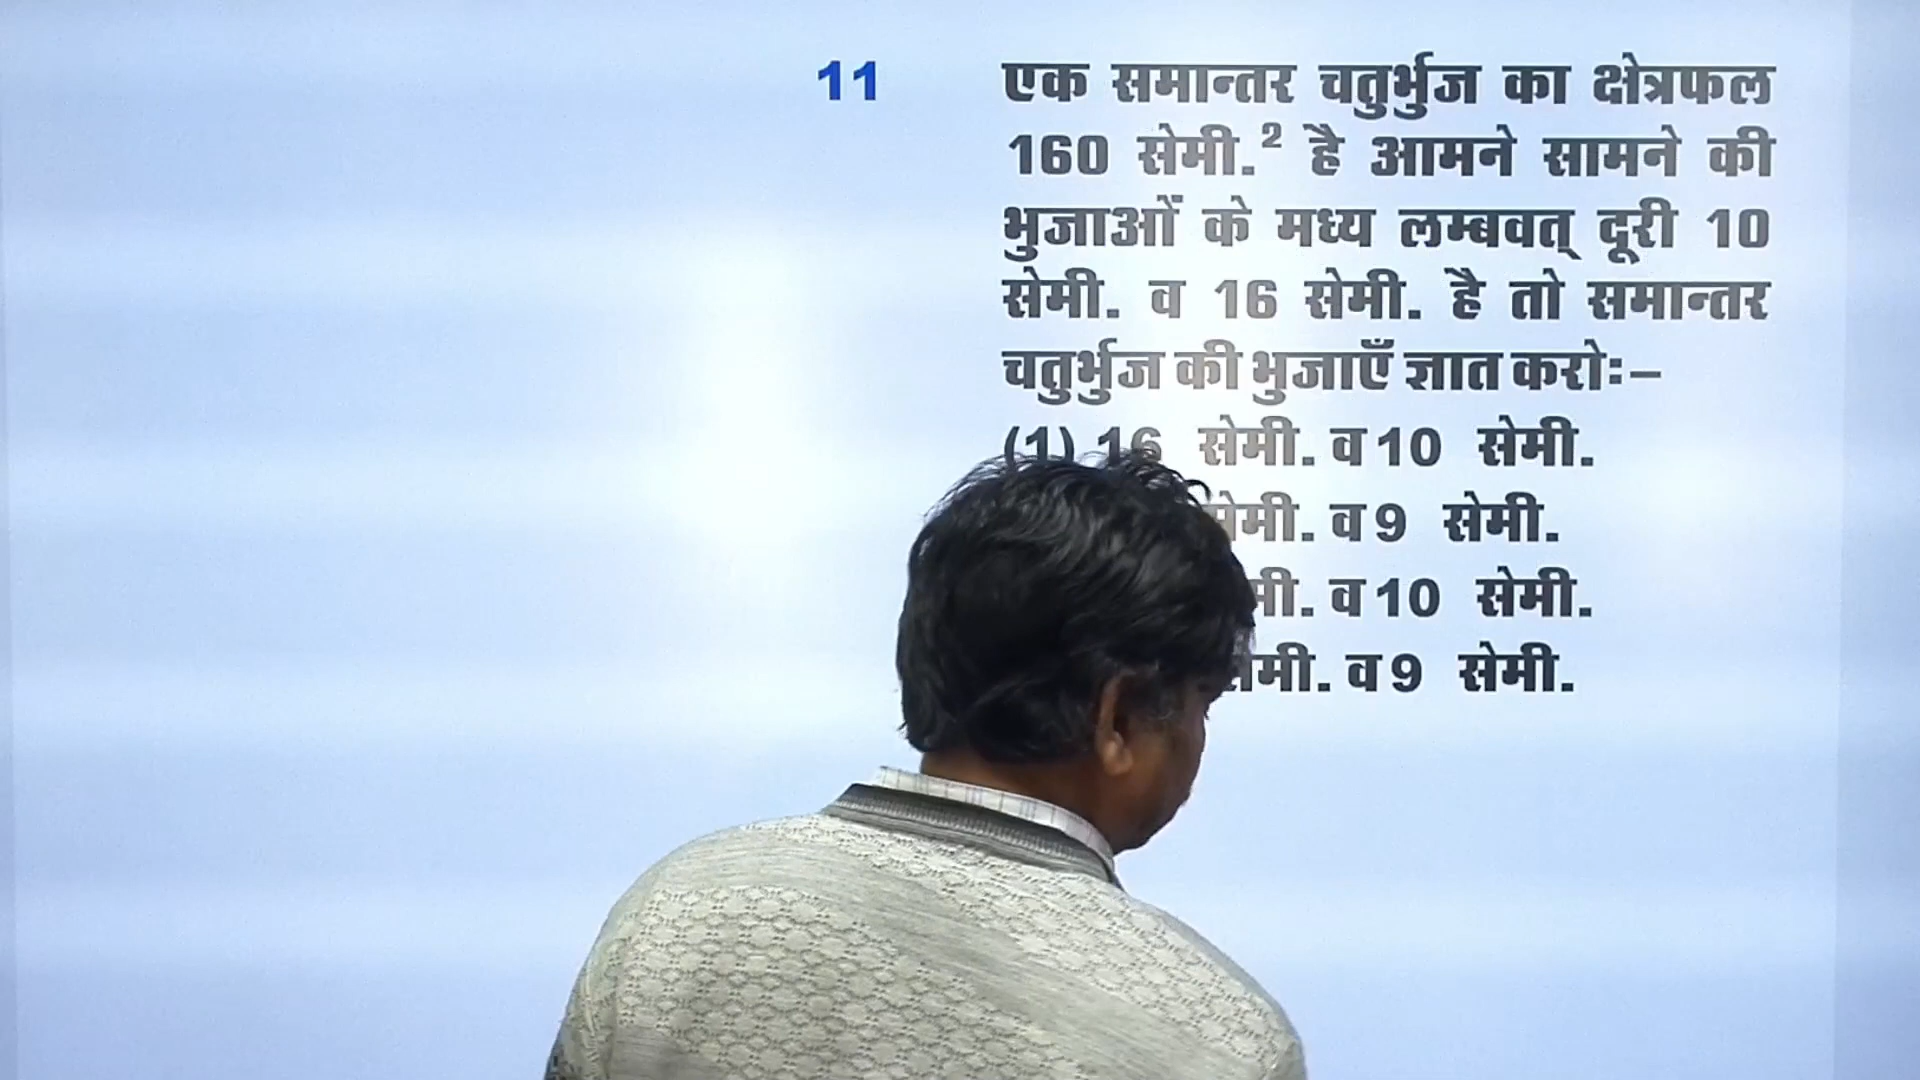 11 एक समान्तर चतुर्भुज का क्षेत्रफल
160 सेमी.² है आमने सामने की
भुजाओं के मध्य लम्बवत् दूरी 10
सेमी. व 16 सेमी. है तो समान्तर
चतुर्भुज की भुजाएँ ज्ञात करोः–
(1) 16 सेमी. व 10 सेमी.
सेमी. व 9 सेमी.
व 10 सेमी.
व 9 सेमी.